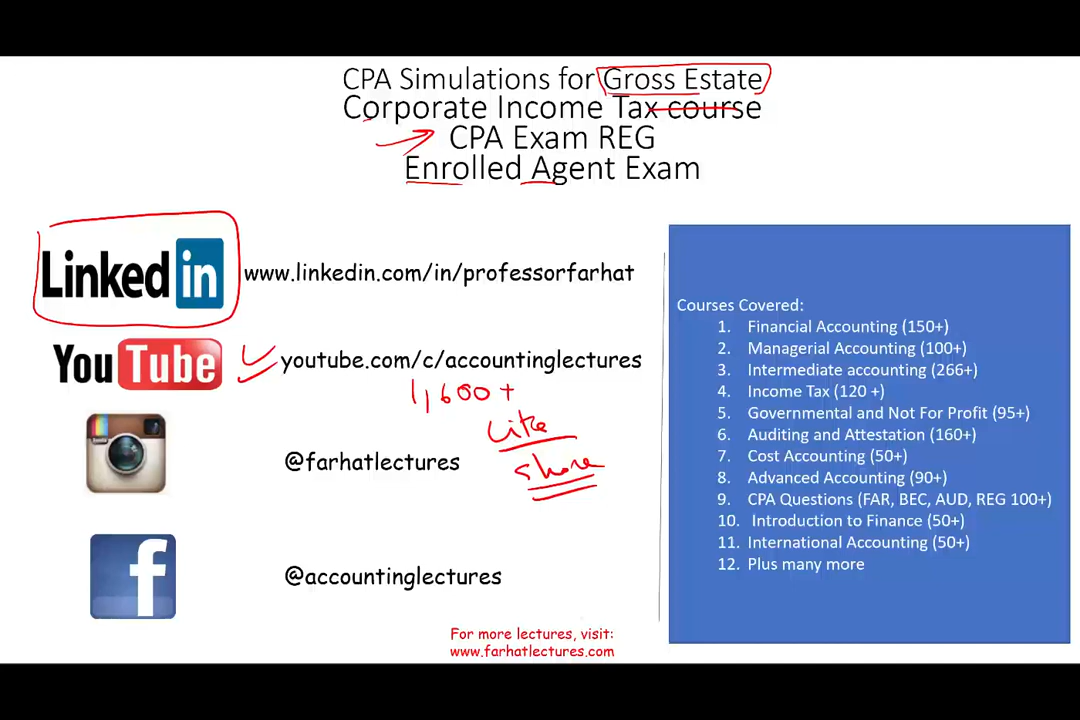 CPA Simulations for Gross Estate
Corporate Income Tax course
CPA Exam REG
Enrolled Agent Exam
Linked in www.linkedin.com/in/professorfarhat
YouTube youtube.com/c/accountinglectures
1,600+
Like
share
@farhatlectures
f @accountinglectures
For more lectures, visit:
www.farhatlectures.com
Courses Covered:
1. Financial Accounting (150+)
2. Managerial Accounting (100+)
3. Intermediate accounting (266+)
4. Income Tax (120 +)
5. Governmental and Not For Profit (95+)
6. Auditing and Attestation (160+)
7. Cost Accounting (50+)
8. Advanced Accounting (90+)
9. CPA Questions (FAR, BEC, AUD, REG 100+)
10. Introduction to Finance (50+)
11. International Accounting (50+)
12. Plus many more